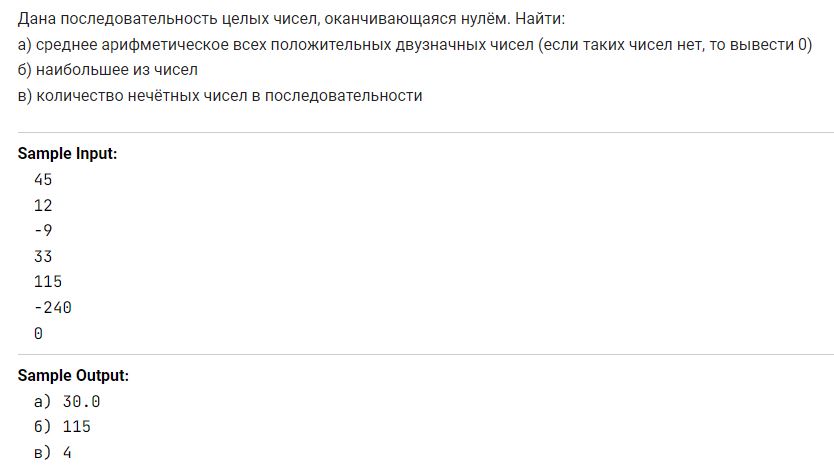 Дана последовательность целых чисел, оканчивающаяся нулём. Найти:
а) среднее арифметическое всех положительных двузначных чисел (если таких чисел нет, то вывести 0)
б) наибольшее из чисел
в) количество нечётных чисел в последовательности
Sample Input:
45
12
-9
33
115
-240
0
Sample Output:
а) 30.0
б) 115
в) 4